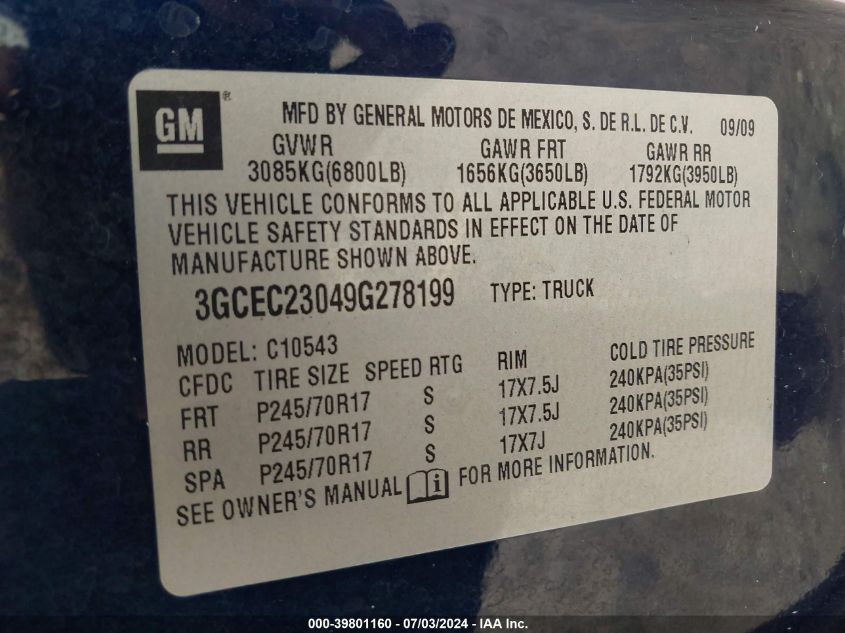 GM®
MFD BY GENERAL MOTORS DE MEXICO, S. DE R.L. DE C.V. 09/09
GVWR GAWR FRT GAWR RR
3085KG(6800LB) 1656KG(3650LB) 1792KG(3950LB)
THIS VEHICLE CONFORMS TO ALL APPLICABLE U.S. FEDERAL MOTOR
VEHICLE SAFETY STANDARDS IN EFFECT ON THE DATE OF
MANUFACTURE SHOWN ABOVE.
3GCEC23049G278199 TYPE: TRUCK
MODEL: C10543
CFDC TIRE SIZE SPEED RTG RIM COLD TIRE PRESSURE
FRT P245/70R17 S 17X7.5J 240KPA(35PSI)
RR P245/70R17 S 17X7.5J 240KPA(35PSI)
SPA P245/70R17 S 17X7J 240KPA(35PSI)
SEE OWNER'S MANUAL FOR MORE INFORMATION.
000-39801160 - 07/03/2024 - IAA Inc.